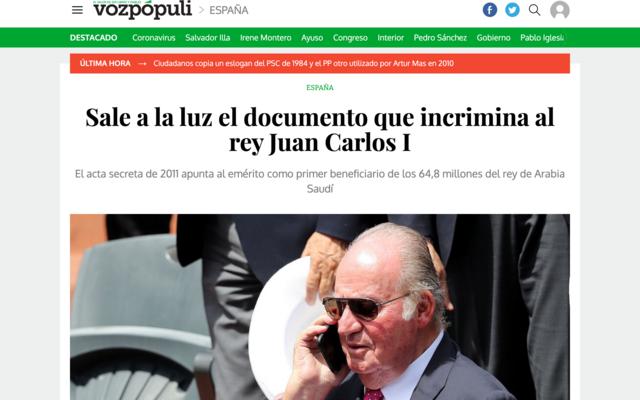 vozpópuli > ESPAÑA
DESTACADO Coronavirus Salvador Illa Irene Montero Ayuso Congreso Interior Pedro Sánchez Gobierno Pablo Iglesia
ÚLTIMA HORA → Ciudadanos copia un eslogan del PSC de 1984 y el PP otro utilizado por Artur Mas en 2010
ESPAÑA
Sale a la luz el documento que incrimina al
rey Juan Carlos I
El acta secreta de 2011 apunta al emérito como primer beneficiario de los 64,8 millones del rey de Arabia
Saudí